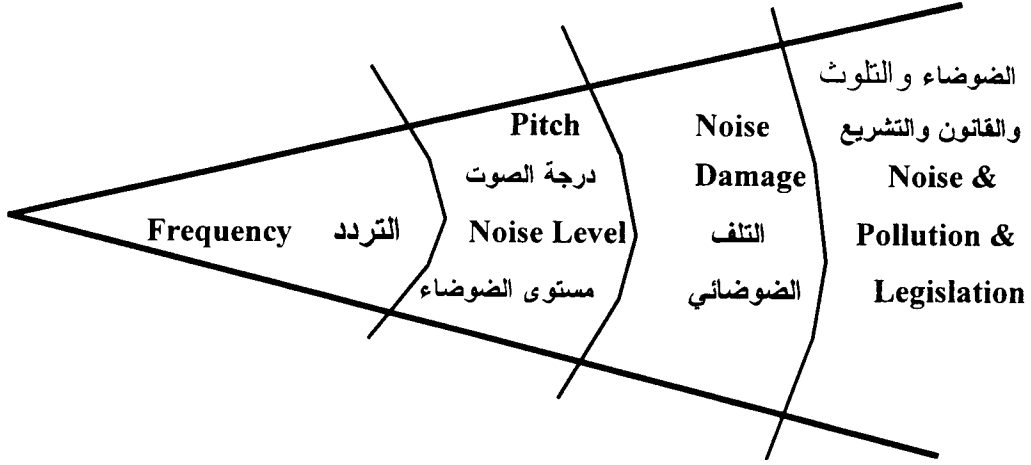 Frequency التردد
Pitch
درجة الصوت
Noise Level
مستوى الضوضاء
Noise
Damage
التلف
الضوضائي
الضوضاء والتلوث
والقانون والتشريع
Noise &
Pollution &
Legislation